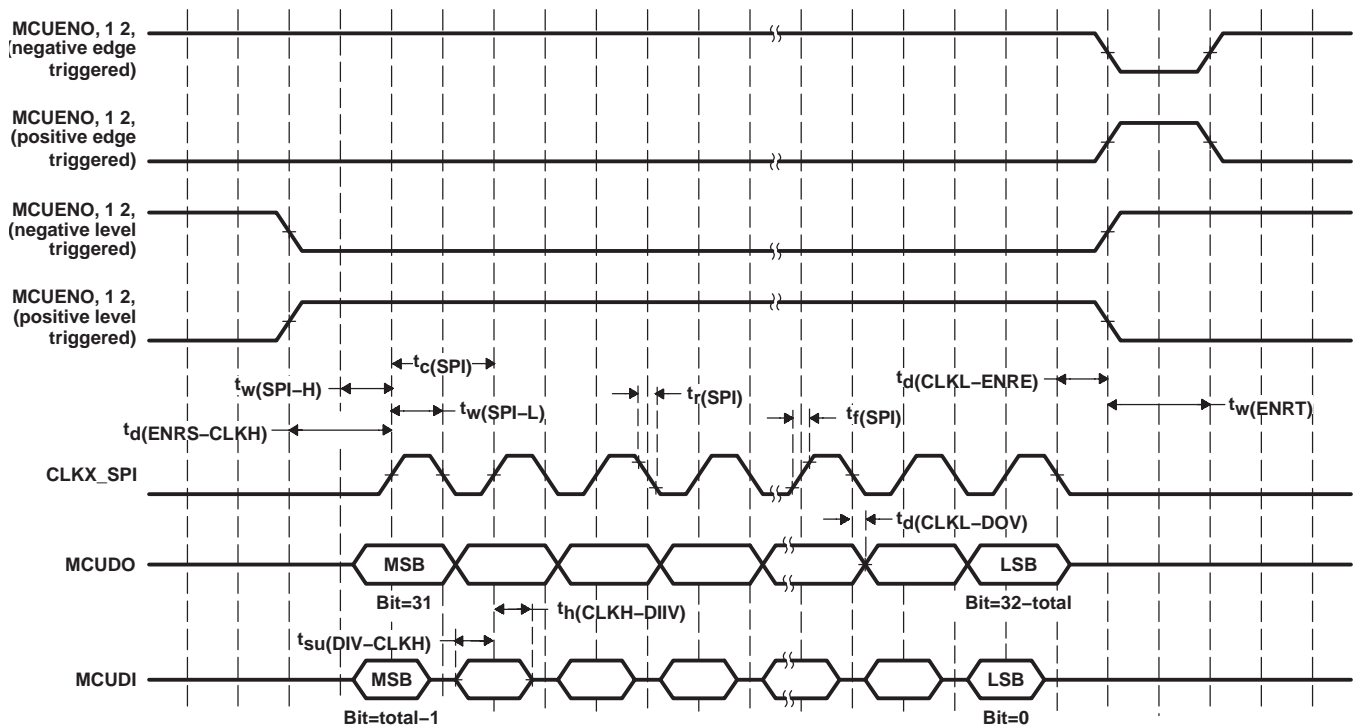 MCUENO, 1 2,
(negative edge
triggered)
MCUENO, 1 2,
(positive edge
triggered)
MCUENO, 1 2,
(negative level
triggered)
MCUENO, 1 2,
(positive level
triggered)
tc(SPI)
tw(SPI–H)
td(CLKL–ENRE)
tr(SPI)
tw(SPI–L)
tf(SPI)
tw(ENRT)
td(ENRS–CLKH)
CLKX_SPI
td(CLKL–DOV)
MCUDO
MSB
LSB
Bit=31
Bit=32–total
th(CLKH–DIIV)
tsu(DIV–CLKH)
MCUDI
MSB
LSB
Bit=total–1
Bit=0